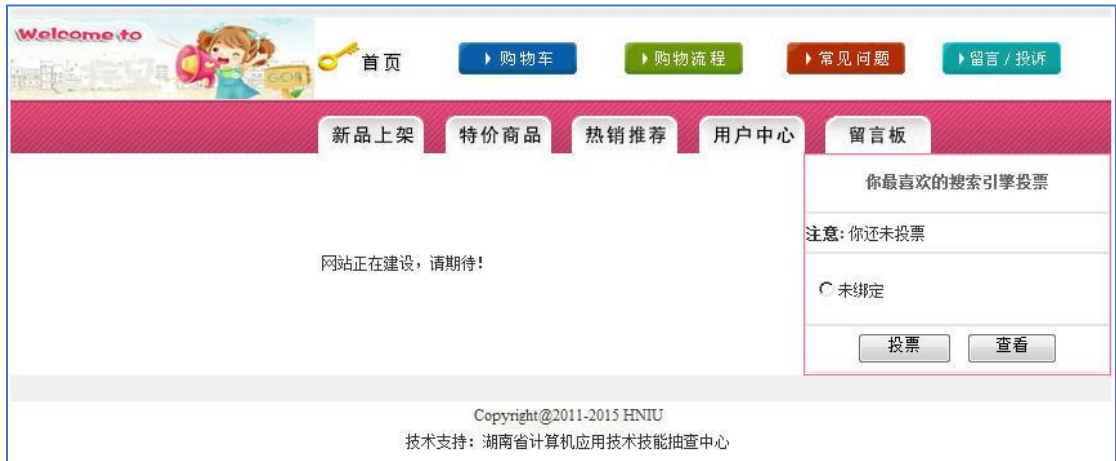 Welcome to
GO!!
首页
购物车
购物流程
常见问题
留言/投诉
新品上架
特价商品
热销推荐
用户中心
留言板
你最喜欢的搜索引擎投票
注意:你还未投票
网站正在建设，请期待!
未绑定
投票
查看
Copyright@2011-2015 HNIU
技术支持：湖南省计算机应用技术技能抽查中心